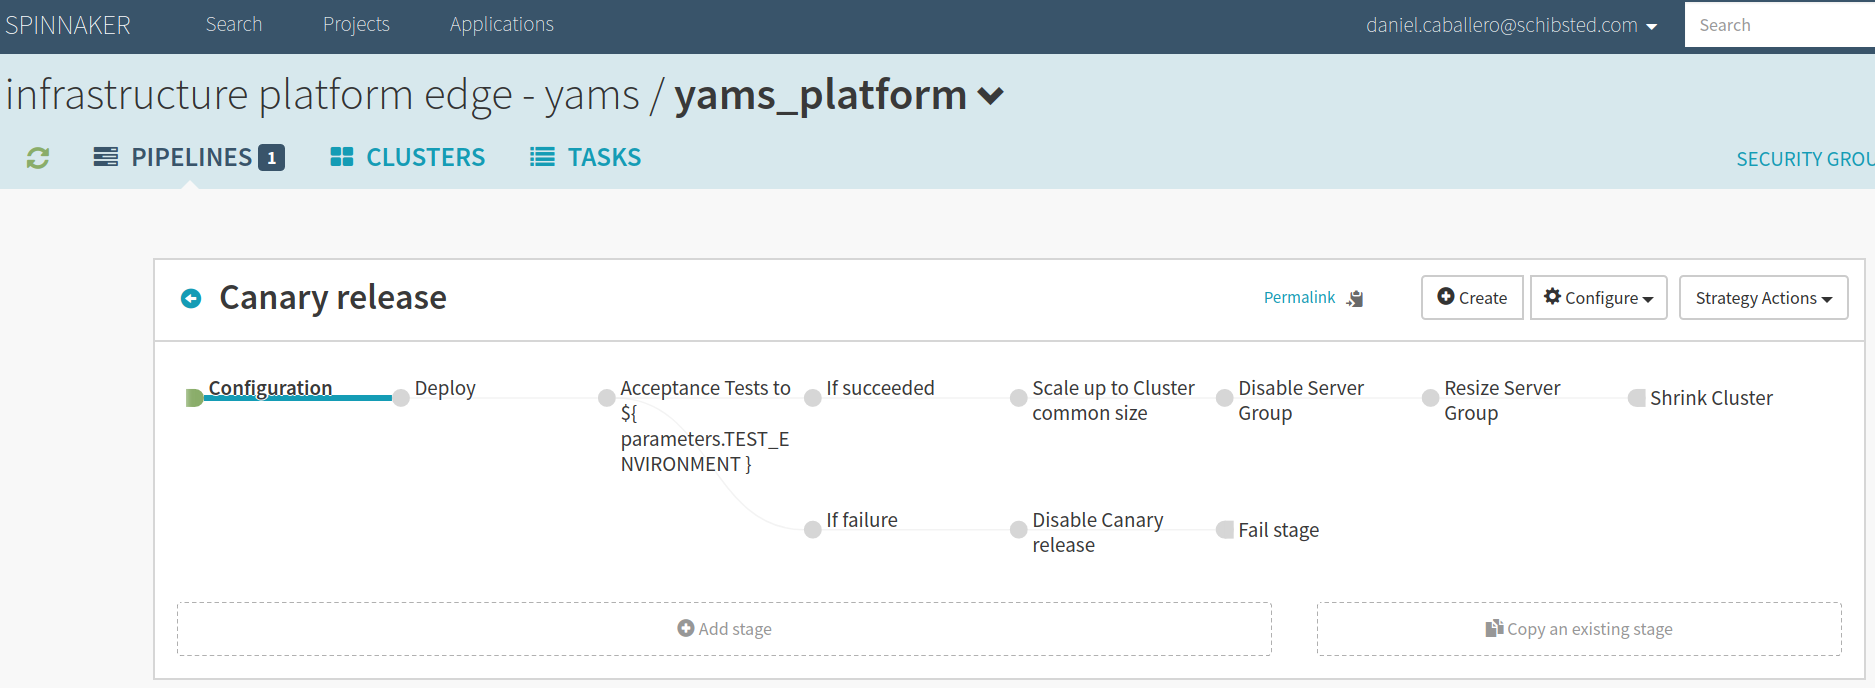 SPINNAKER Search Projects Applications daniel.caballero@schibsted.com Search
infrastructure platform edge - yams / yams_platform
PIPELINES 1 CLUSTERS TASKS SECURITY GROU
Canary release Permalink Create Configure Strategy Actions
Configuration
Deploy
Acceptance Tests to
${
parameters.TEST_E
NVIRONMENT }
If succeeded
Scale up to Cluster
common size
Disable Server
Group
Resize Server
Group
Shrink Cluster
If failure
Disable Canary
release
Fail stage
Add stage Copy an existing stage